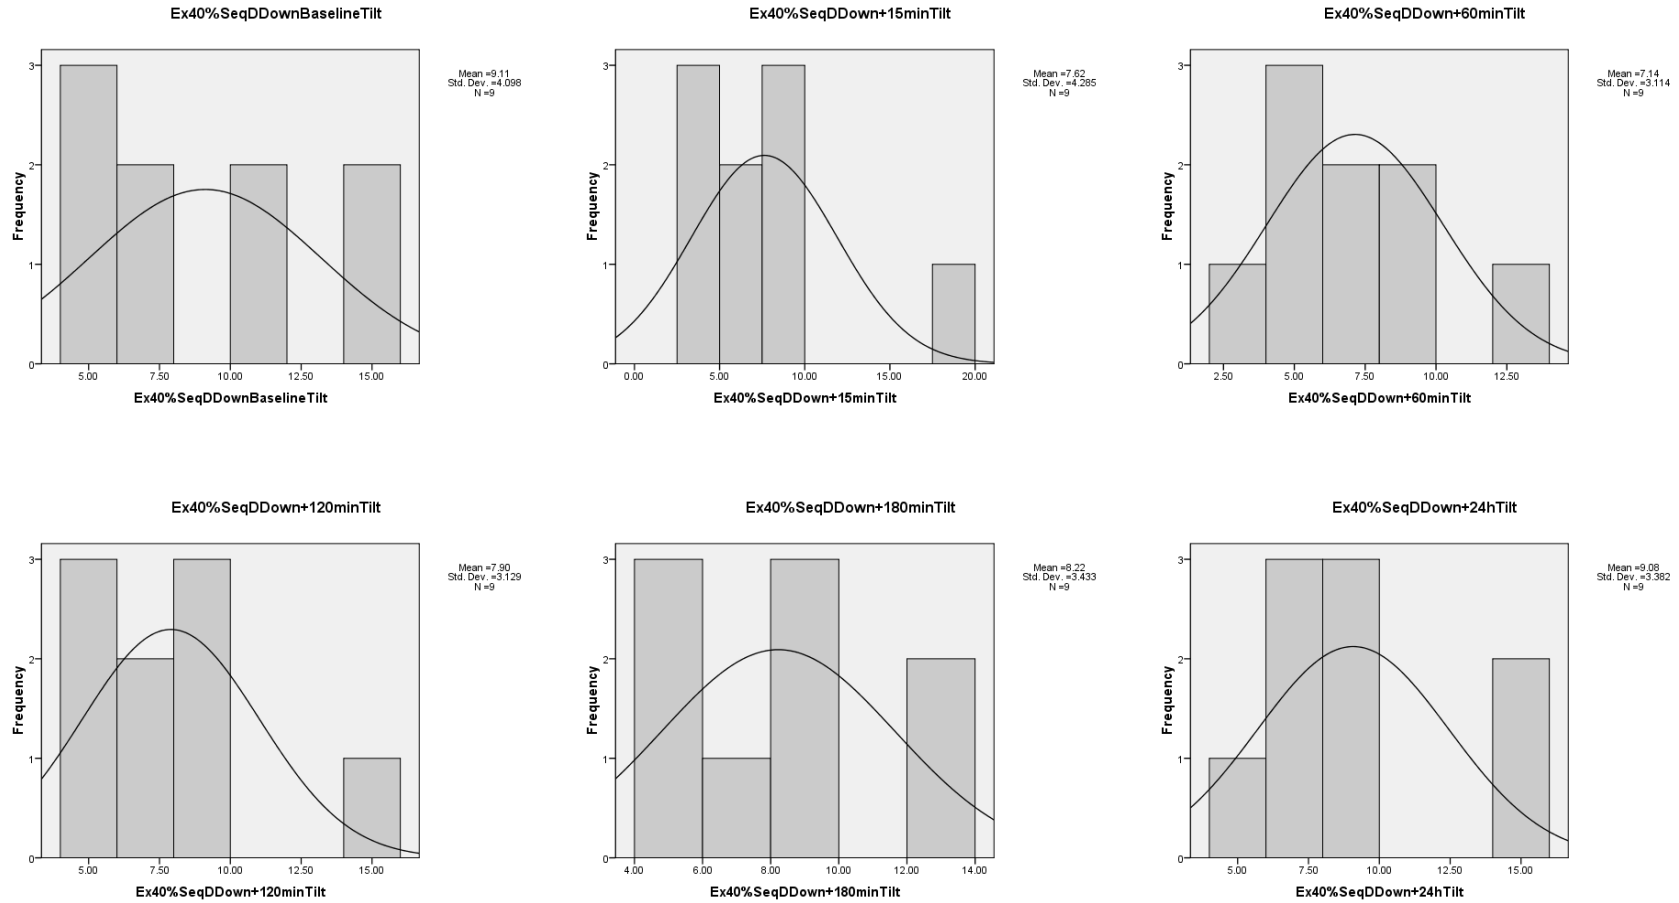 Ex40%SeqDDownBaselineTilt
Mean =9.11
Std. Dev. =4.098
N =9
Frequency
3
2
1
0
5.00 7.50 10.00 12.50 15.00
Ex40%SeqDDownBaselineTilt
Ex40%SeqDDown+15minTilt
Mean =7.62
Std. Dev. =4.285
N =9
Frequency
3
2
1
0
0.00 5.00 10.00 15.00 20.00
Ex40%SeqDDown+15minTilt
Ex40%SeqDDown+60minTilt
Mean =7.14
Std. Dev. =3.114
N =9
Frequency
3
2
1
0
2.50 5.00 7.50 10.00 12.50
Ex40%SeqDDown+60minTilt
Ex40%SeqDDown+120minTilt
Mean =7.90
Std. Dev. =3.129
N =9
Frequency
3
2
1
0
5.00 7.50 10.00 12.50 15.00
Ex40%SeqDDown+120minTilt
Ex40%SeqDDown+180minTilt
Mean =8.22
Std. Dev. =3.433
N =9
Frequency
3
2
1
0
4.00 6.00 8.00 10.00 12.00 14.00
Ex40%SeqDDown+180minTilt
Ex40%SeqDDown+24hTilt
Mean =9.08
Std. Dev. =3.382
N =9
Frequency
3
2
1
0
5.00 7.50 10.00 12.50 15.00
Ex40%SeqDDown+24hTilt